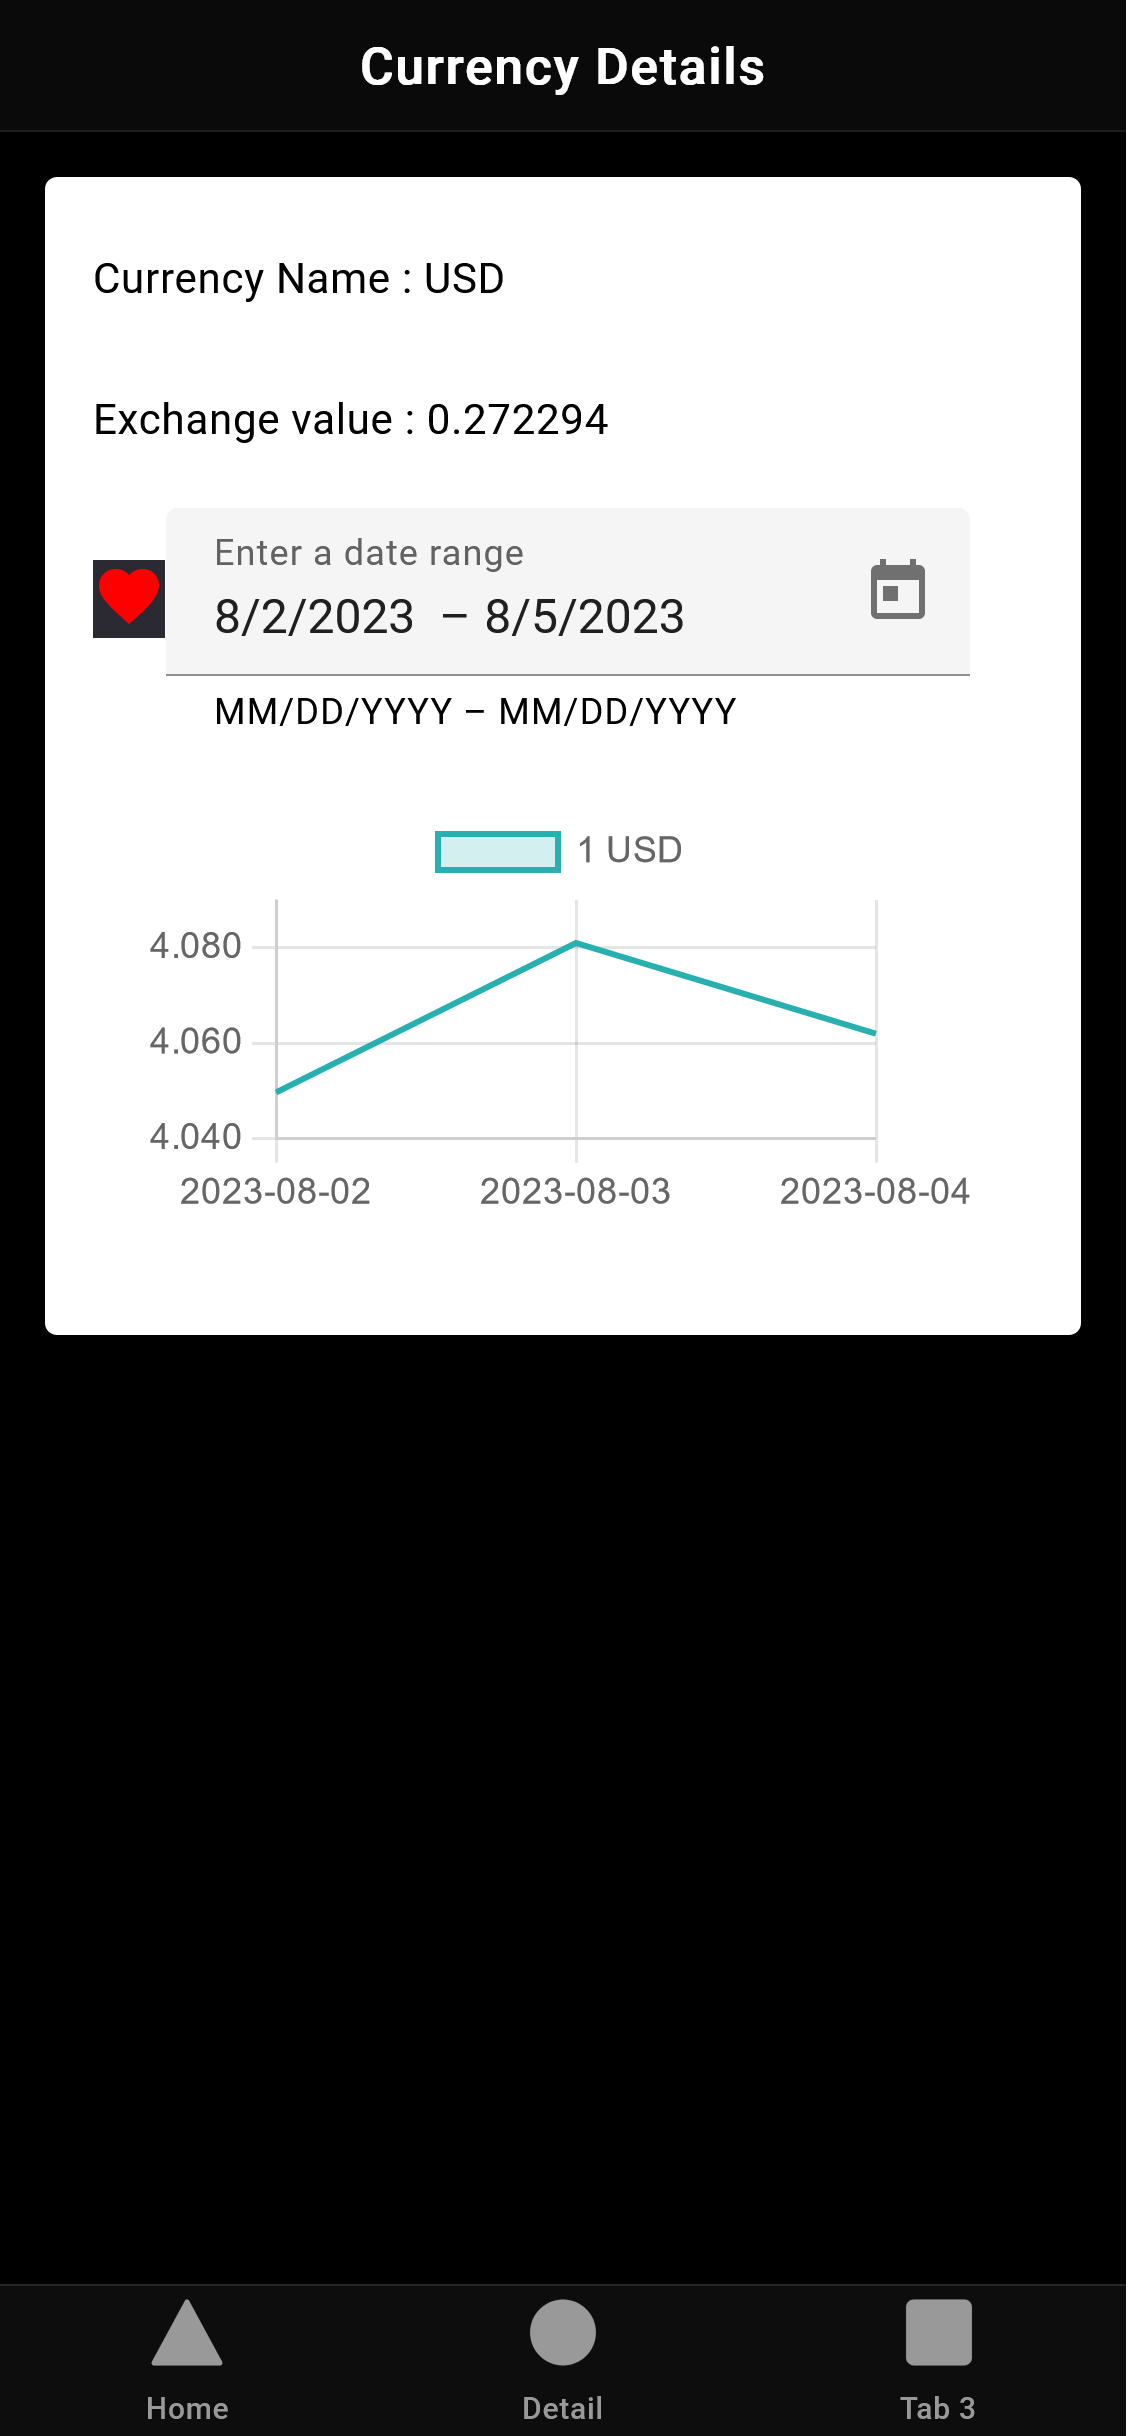 Currency Details
Currency Name : USD
Exchange value : 0.272294
Enter a date range
8/2/2023 – 8/5/2023
MM/DD/YYYY – MM/DD/YYYY
1 USD
4.080
4.060
4.040
2023-08-02 2023-08-03 2023-08-04
Home Detail Tab 3